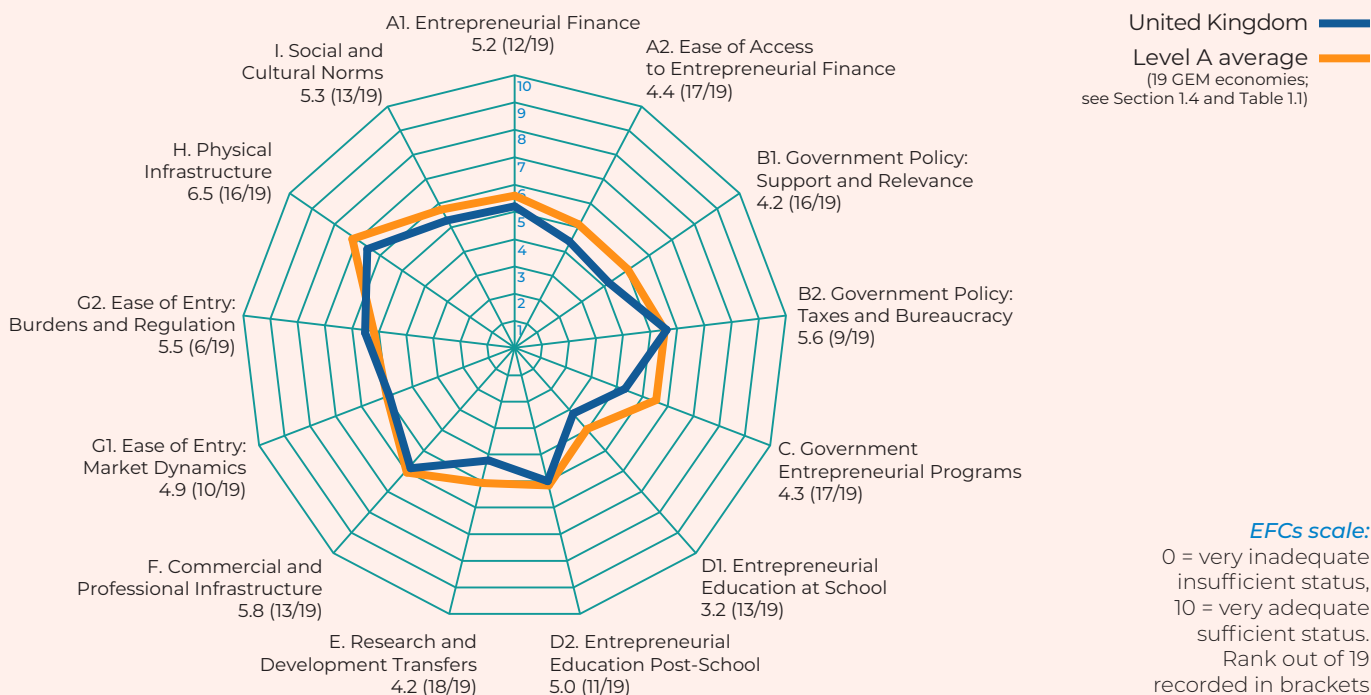 A1. Entrepreneurial Finance
5.2 (12/19)
A2. Ease of Access
to Entrepreneurial Finance
4.4 (17/19)
B1. Government Policy:
Support and Relevance
4.2 (16/19)
B2. Government Policy:
Taxes and Bureaucracy
5.6 (9/19)
C. Government
Entrepreneurial Programs
4.3 (17/19)
D1. Entrepreneurial
Education at School
3.2 (13/19)
D2. Entrepreneurial
Education Post-School
5.0 (11/19)
E. Research and
Development Transfers
4.2 (18/19)
F. Commercial and
Professional Infrastructure
5.8 (13/19)
G1. Ease of Entry:
Market Dynamics
4.9 (10/19)
G2. Ease of Entry:
Burdens and Regulation
5.5 (6/19)
H. Physical
Infrastructure
6.5 (16/19)
I. Social and
Cultural Norms
5.3 (13/19)
10
9
8
7
6
5
4
3
2
1
United Kingdom
Level A average
(19 GEM economies;
see Section 1.4 and Table 1.1)
EFCs scale:
0 = very inadequate
insufficient status,
10 = very adequate
sufficient status.
Rank out of 19
recorded in brackets